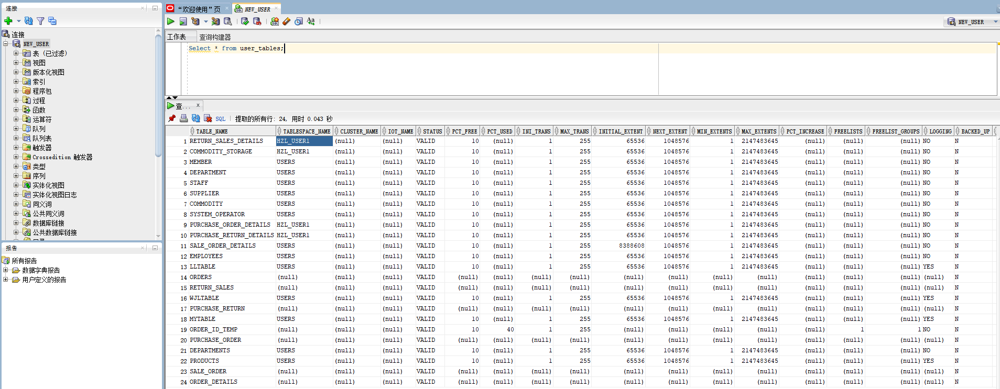 连接
连接
NEW_USER
表 (已过滤)
视图
版本化视图
索引
程序包
过程
函数
运算符
队列
队列表
触发器
Crossedition 触发器
类型
序列
实体化视图
实体化视图日志
同义词
公共同义词
数据库链接
公共数据库链接
报告
所有报告
数据字典报告
用户定义的报告
“欢迎使用”页 NEW_USER
NEW_USER
工作表 查询构建器
Select * from user_tables;
查...
SQL 提取的所有行: 24, 用时 0.043 秒
TABLE_NAME TABLESPACE_NAME CLUSTER_NAME IOT_NAME STATUS PCT_FREE PCT_USED INI_TRANS MAX_TRANS INITIAL_EXTENT NEXT_EXTENT MIN_EXTENTS MAX_EXTENTS PCT_INCREASE FREELISTS FREELIST_GROUPS LOGGING BACKED_UP
1 RETURN_SALES_DETAILS HZL_USER1 (null) (null) VALID 10 (null) 1 255 65536 1048576 1 2147483645 (null) (null) (null) NO N
2 COMMODITY_STORAGE HZL_USER1 (null) (null) VALID 10 (null) 1 255 65536 1048576 1 2147483645 (null) (null) (null) NO N
3 MEMBER USERS (null) (null) VALID 10 (null) 1 255 65536 1048576 1 2147483645 (null) (null) (null) NO N
4 DEPARTMENT USERS (null) (null) VALID 10 (null) 1 255 65536 1048576 1 2147483645 (null) (null) (null) NO N
5 STAFF USERS (null) (null) VALID 10 (null) 1 255 65536 1048576 1 2147483645 (null) (null) (null) NO N
6 SUPPLIER USERS (null) (null) VALID 10 (null) 1 255 65536 1048576 1 2147483645 (null) (null) (null) NO N
7 COMMODITY USERS (null) (null) VALID 10 (null) 1 255 65536 1048576 1 2147483645 (null) (null) (null) NO N
8 SYSTEM_OPERATOR USERS (null) (null) VALID 10 (null) 1 255 65536 1048576 1 2147483645 (null) (null) (null) NO N
9 PURCHASE_ORDER_DETAILS HZL_USER1 (null) (null) VALID 10 (null) 1 255 65536 1048576 1 2147483645 (null) (null) (null) NO N
10 PURCHASE_RETURN_DETAILS HZL_USER1 (null) (null) VALID 10 (null) 1 255 65536 1048576 1 2147483645 (null) (null) (null) NO N
11 SALE_ORDER_DETAILS USERS (null) (null) VALID 10 (null) 1 255 8388608 1048576 1 2147483645 (null) (null) (null) NO N
12 EMPLOYEES USERS (null) (null) VALID 10 (null) 1 255 65536 1048576 1 2147483645 (null) (null) (null) NO N
13 LLTABLE USERS (null) (null) VALID 10 (null) 1 255 65536 1048576 1 2147483645 (null) (null) (null) YES N
14 ORDERS (null) (null) (null) VALID (null) (null) (null) (null) (null) (null) (null) (null) (null) (null) (null) (null) N
15 RETURN_SALES (null) (null) (null) VALID (null) (null) (null) (null) (null) (null) (null) (null) (null) (null) (null) (null) N
16 WJLTABLE USERS (null) (null) VALID 10 (null) 1 255 65536 1048576 1 2147483645 (null) (null) (null) YES N
17 PURCHASE_RETURN (null) (null) (null) VALID (null) (null) (null) (null) (null) (null) (null) (null) (null) (null) (null) (null) N
18 MYTABLE USERS (null) (null) VALID 10 (null) 1 255 65536 1048576 1 2147483645 (null) (null) (null) YES N
19 ORDER_ID_TEMP (null) (null) (null) VALID 10 40 1 255 (null) (null) (null) (null) (null) 1 1 NO N
20 PURCHASE_ORDER (null) (null) (null) VALID (null) (null) (null) (null) (null) (null) (null) (null) (null) (null) (null) (null) N
21 DEPARTMENTS USERS (null) (null) VALID 10 (null) 1 255 65536 1048576 1 2147483645 (null) (null) (null) NO N
22 PRODUCTS USERS (null) (null) VALID 10 (null) 1 255 65536 1048576 1 2147483645 (null) (null) (null) YES N
23 SALE_ORDER (null) (null) (null) VALID (null) (null) (null) (null) (null) (null) (null) (null) (null) (null) (null) (null) N
24 ORDER_DETAILS (null) (null) (null) VALID (null) (null) (null) (null) (null) (null) (null) (null) (null) (null) (null) (null) N